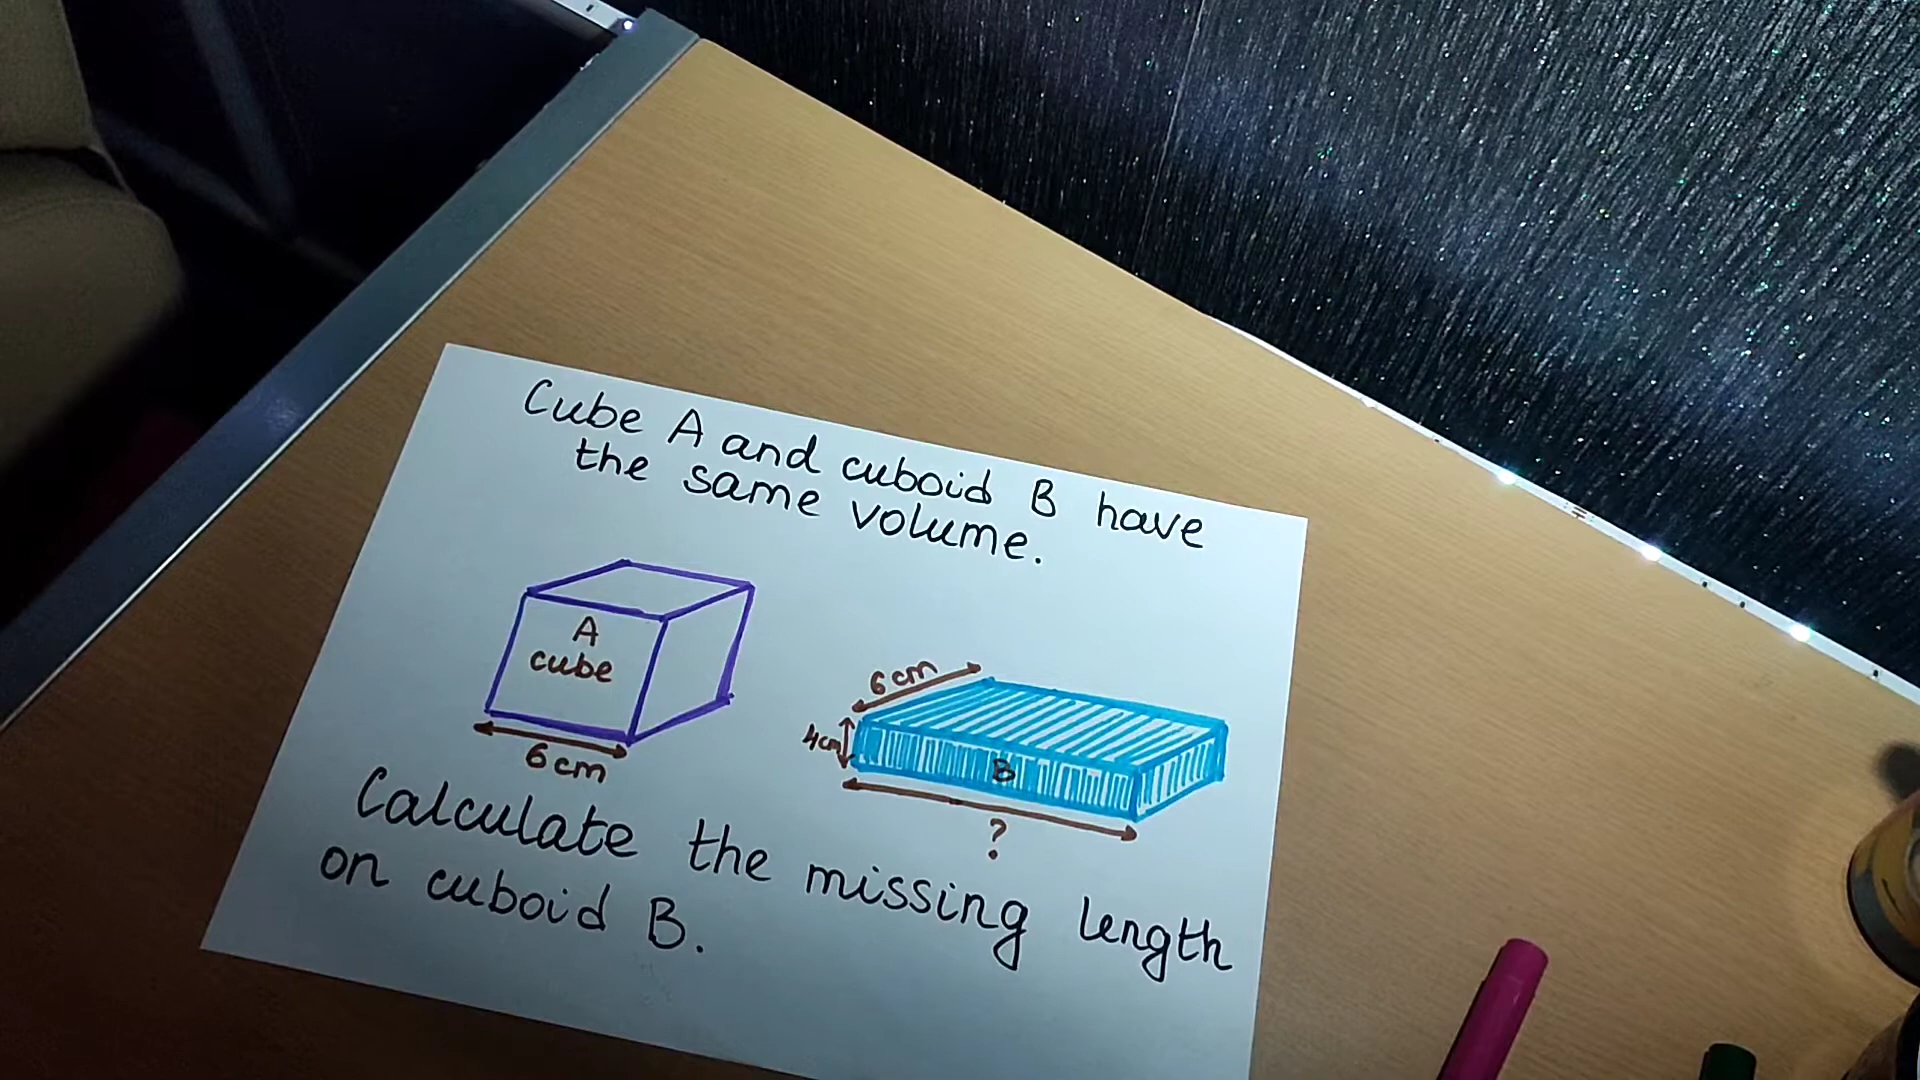 Cube A and cuboid B have
the same volume.
A
cube
6 cm
6 cm
4cm
B
?
Calculate the missing length
on cuboid B.